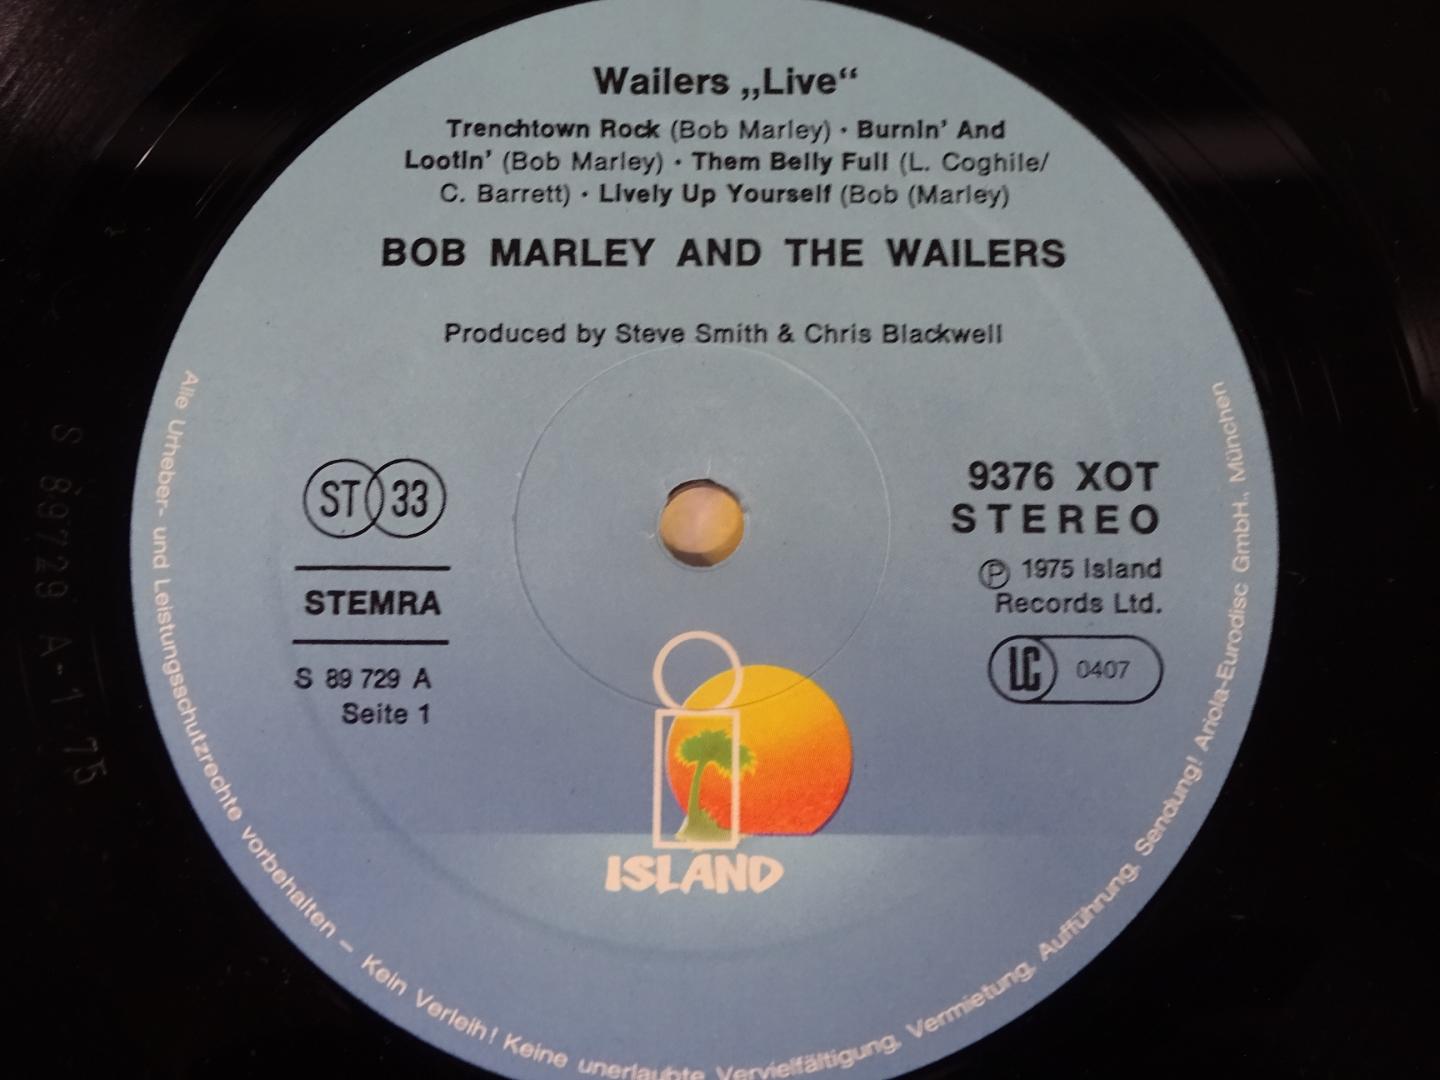 Wailers „Live“
Trenchtown Rock (Bob Marley) · Burnin' And
Lootin' (Bob Marley) · Them Belly Full (L. Coghile/
C. Barrett) · Lively Up Yourself (Bob (Marley)
BOB MARLEY AND THE WAILERS
Produced by Steve Smith & Chris Blackwell
ST 33
STEMRA
S 89 729 A
Seite 1
9376 XOT
STEREO
Ⓟ 1975 Island
Records Ltd.
LC 0407
ISLAND
Alle Urheber- und Leistungsschutzrechte vorbehalten – Kein Verleih! Keine unerlaubte Vervielfältigung, Vermietung, Aufführung, Sendung! Ariola-Eurodisc GmbH., München
S 89729 A-1 75